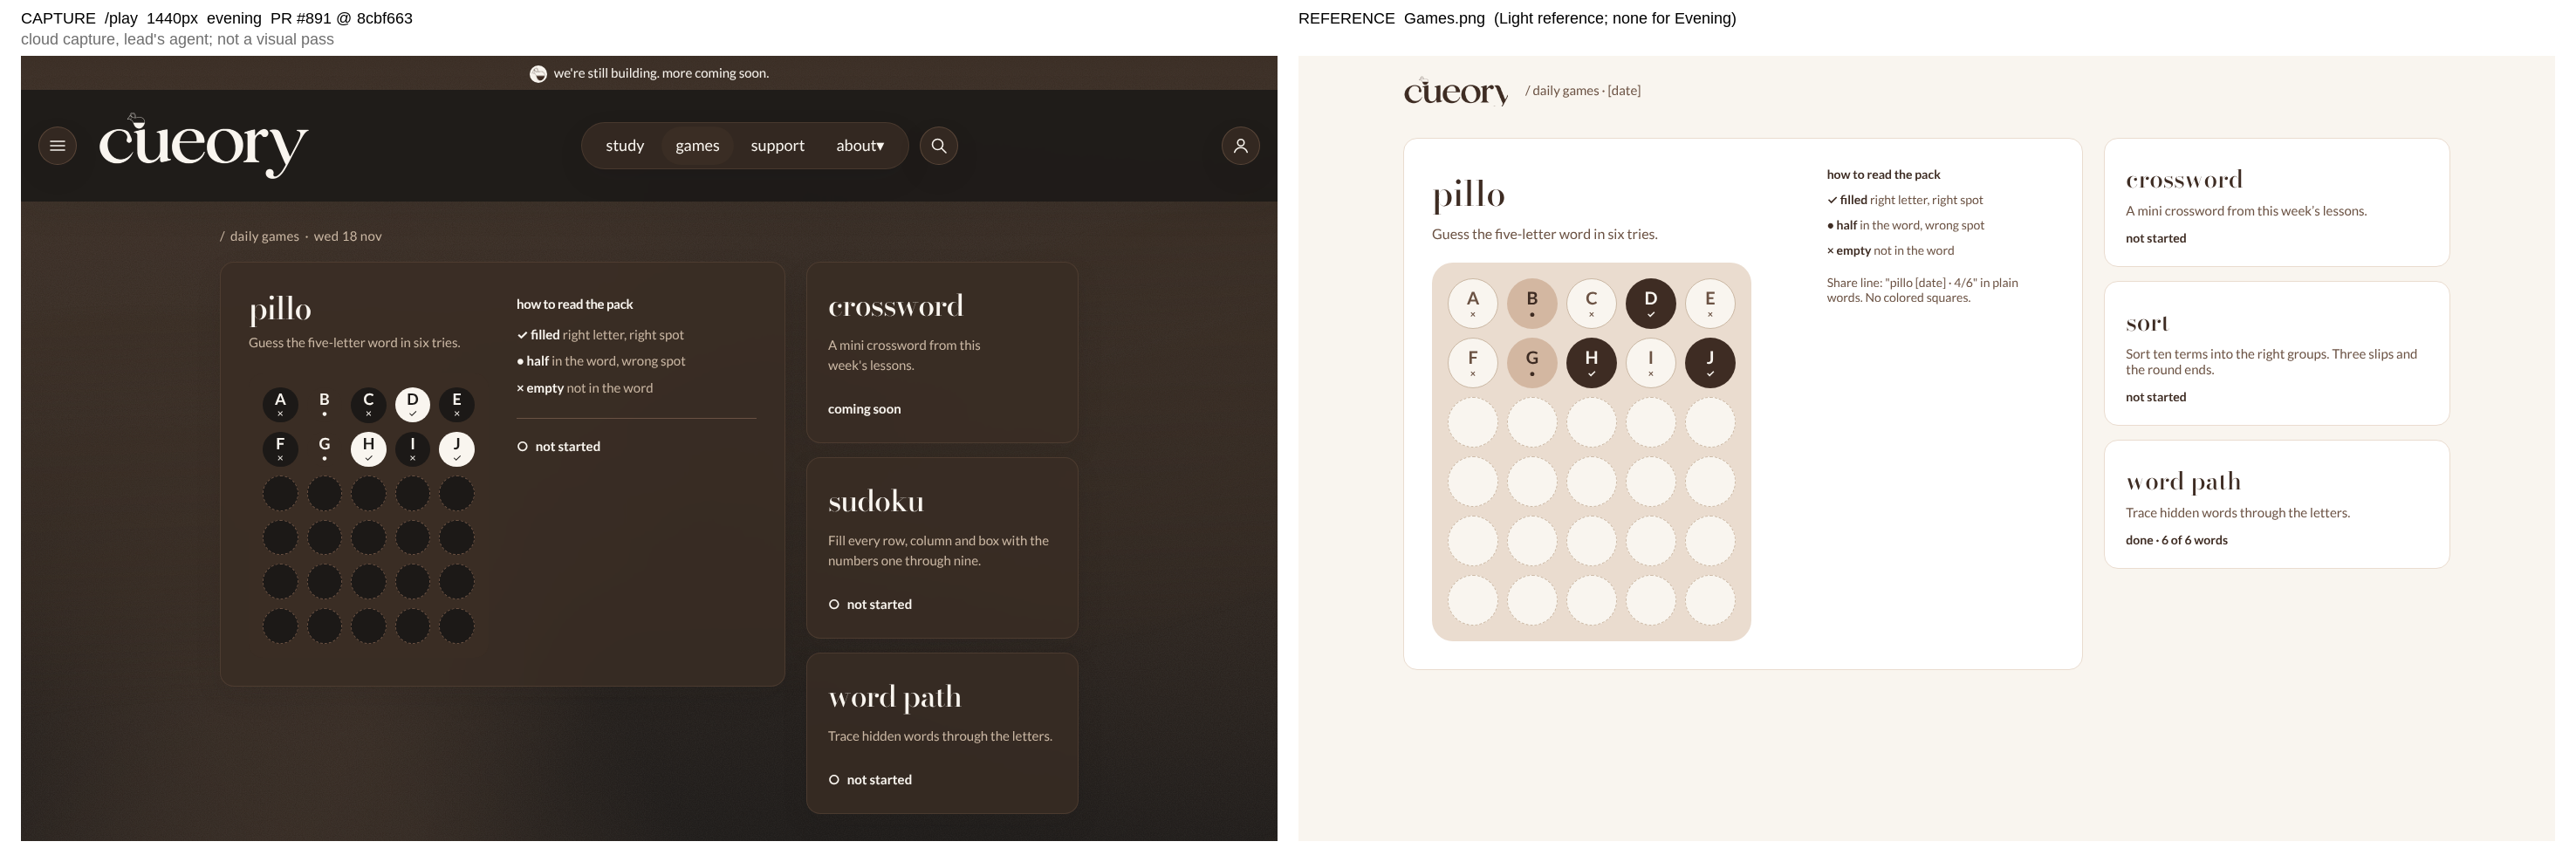 CAPTURE /play 1440px evening PR #891 @ 8cbf663
cloud capture, lead's agent; not a visual pass
we're still building. more coming soon.
cueory
study games support about▾
/ daily games · wed 18 nov
pillo
Guess the five-letter word in six tries.
A × B • C × D ✓ E ×
F × G • H ✓ I × J ✓
how to read the pack
✓ filled right letter, right spot
• half in the word, wrong spot
× empty not in the word
not started
crossword
A mini crossword from this
week's lessons.
coming soon
sudoku
Fill every row, column and box with the
numbers one through nine.
not started
word path
Trace hidden words through the letters.
not started
REFERENCE Games.png (Light reference; none for Evening)
cueory / daily games · [date]
pillo
Guess the five-letter word in six tries.
A × B • C × D ✓ E ×
F × G • H ✓ I × J ✓
how to read the pack
✓ filled right letter, right spot
• half in the word, wrong spot
× empty not in the word
Share line: "pillo [date] · 4/6" in plain
words. No colored squares.
crossword
A mini crossword from this week's lessons.
not started
sort
Sort ten terms into the right groups. Three slips and
the round ends.
not started
word path
Trace hidden words through the letters.
done · 6 of 6 words